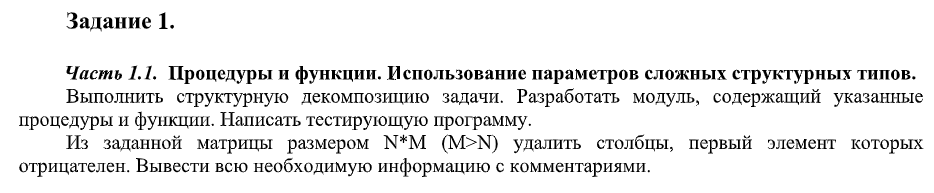 Задание 1.
Часть 1.1. Процедуры и функции. Использование параметров сложных структурных типов.
Выполнить структурную декомпозицию задачи. Разработать модуль, содержащий указанные
процедуры и функции. Написать тестирующую программу.
Из заданной матрицы размером N*M (M>N) удалить столбцы, первый элемент которых
отрицателен. Вывести всю необходимую информацию с комментариями.